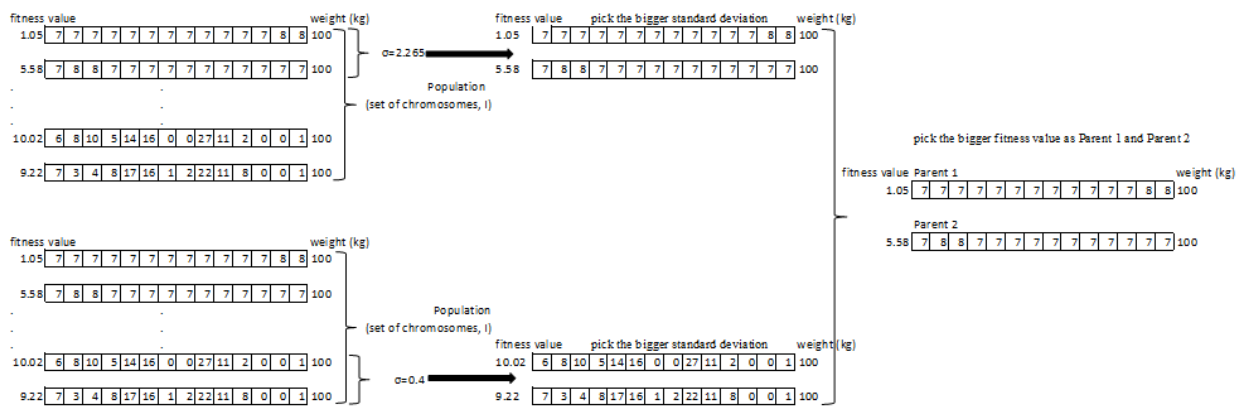 fitness value weight (kg)
1.05 7 7 7 7 7 7 7 7 7 7 7 7 8 8 100
5.58 7 8 8 7 7 7 7 7 7 7 7 7 7 7 100
σ=2.265
Population
(set of chromosomes, I)
10.02 6 8 10 5 14 16 0 0 27 11 2 0 0 1 100
9.22 7 3 4 8 17 16 1 2 22 11 8 0 0 1 100
fitness value pick the bigger standard deviation weight (kg)
1.05 7 7 7 7 7 7 7 7 7 7 7 7 8 8 100
5.58 7 8 8 7 7 7 7 7 7 7 7 7 7 7 100
fitness value weight (kg)
1.05 7 7 7 7 7 7 7 7 7 7 7 7 8 8 100
5.58 7 8 8 7 7 7 7 7 7 7 7 7 7 7 100
Population
(set of chromosomes, I)
10.02 6 8 10 5 14 16 0 0 27 11 2 0 0 1 100
9.22 7 3 4 8 17 16 1 2 22 11 8 0 0 1 100
σ=0.4
fitness value pick the bigger standard deviation weight (kg)
10.02 6 8 10 5 14 16 0 0 27 11 2 0 0 1 100
9.22 7 3 4 8 17 16 1 2 22 11 8 0 0 1 100
pick the bigger fitness value as Parent 1 and Parent 2
fitness value Parent 1 weight (kg)
1.05 7 7 7 7 7 7 7 7 7 7 7 7 8 8 100
Parent 2
5.58 7 8 8 7 7 7 7 7 7 7 7 7 7 7 100